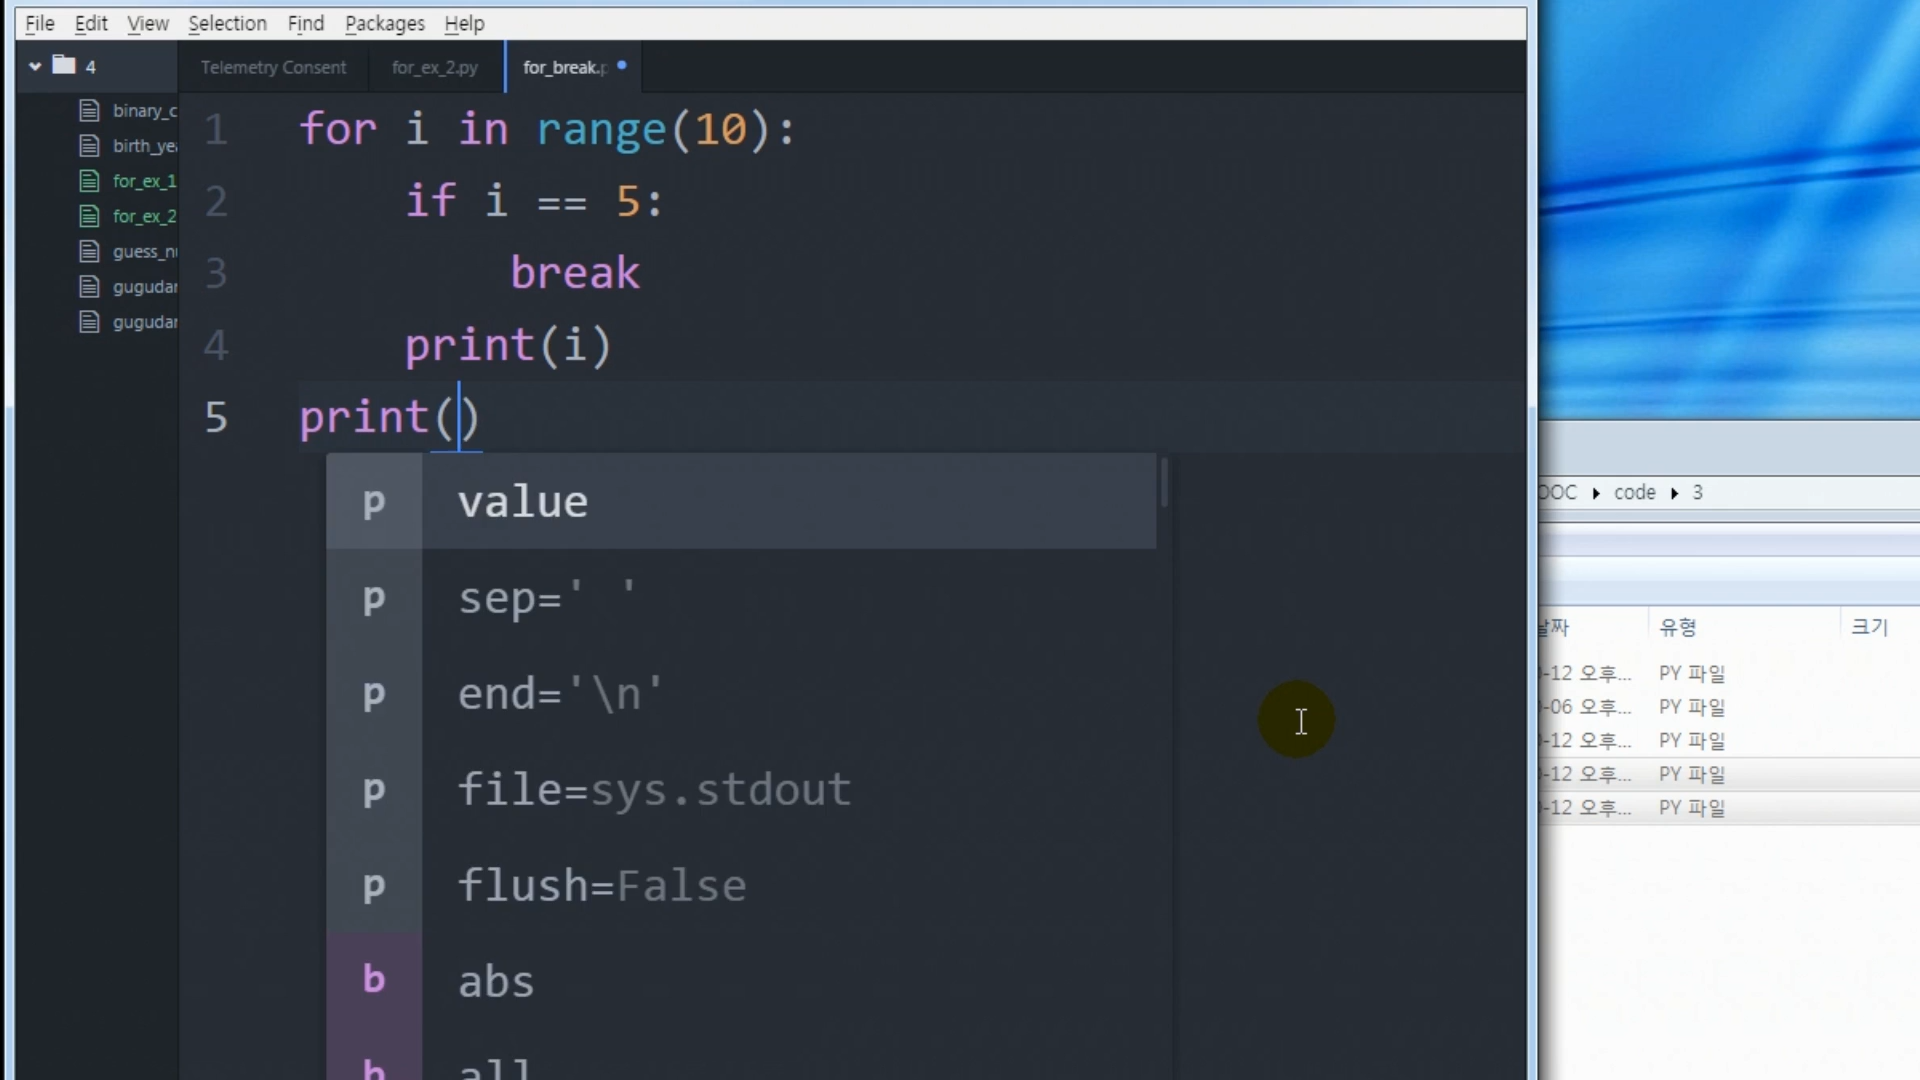 File Edit View Selection Find Packages Help
4
Telemetry Consent
for_ex_2.py
for_break.p
binary_c
birth_ye
for_ex_1
for_ex_2
guess_n
gugudar
gugudar
1 for i in range(10):
2 if i == 5:
3 break
4 print(i)
5 print()
p value
p sep=' '
p end='\n'
p file=sys.stdout
p flush=False
b abs
b all
OOC ▸ code ▸ 3
날짜 유형 크기
-12 오후... PY 파일
-06 오후... PY 파일
-12 오후... PY 파일
-12 오후... PY 파일
-12 오후... PY 파일